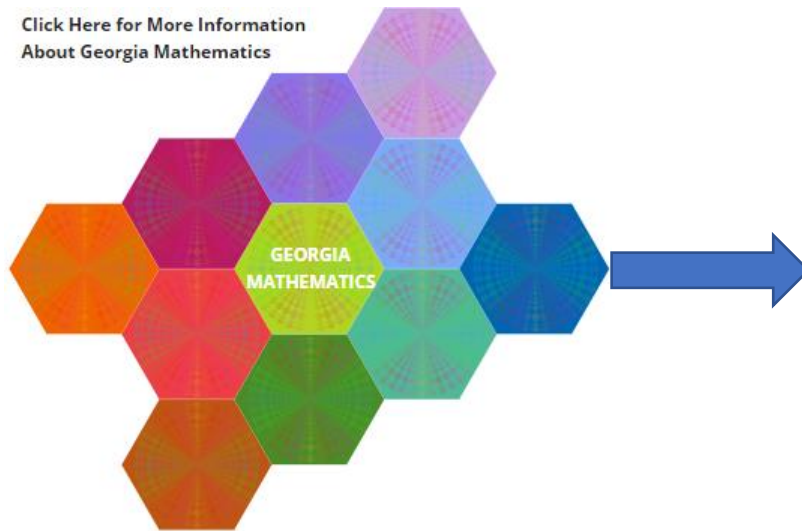 Click Here for More Information
About Georgia Mathematics
GEORGIA
MATHEMATICS